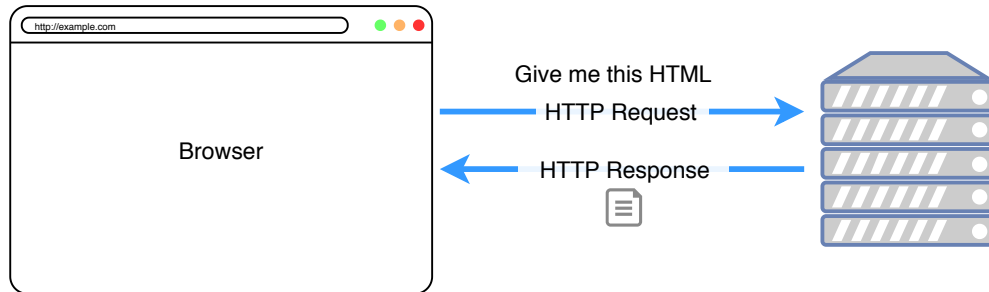 http://example.com
Browser
Give me this HTML
HTTP Request
HTTP Response